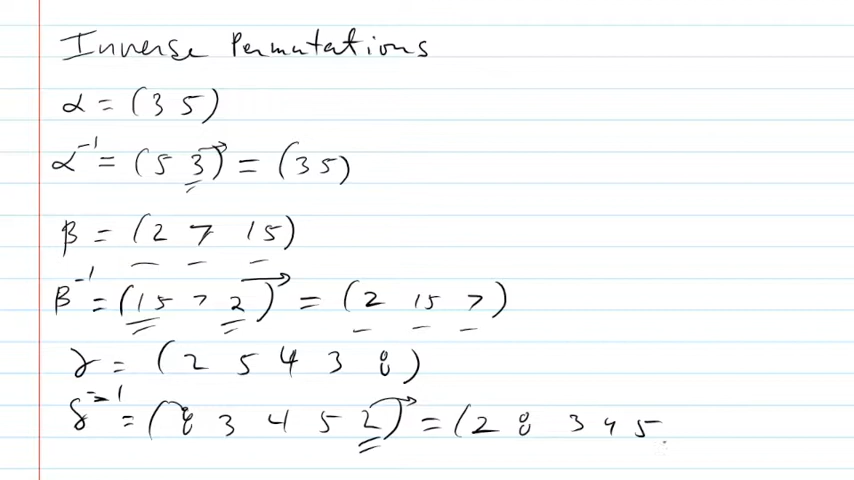 Inverse Permutations
α = (3 5)
α⁻¹ = (5 3) = (3 5)
β = (2 7 15)
β⁻¹ = (15 7 2) = (2 15 7)
γ = (2 5 4 3 8)
γ⁻¹ = (8 3 4 5 2) = (2 8 3 4 5